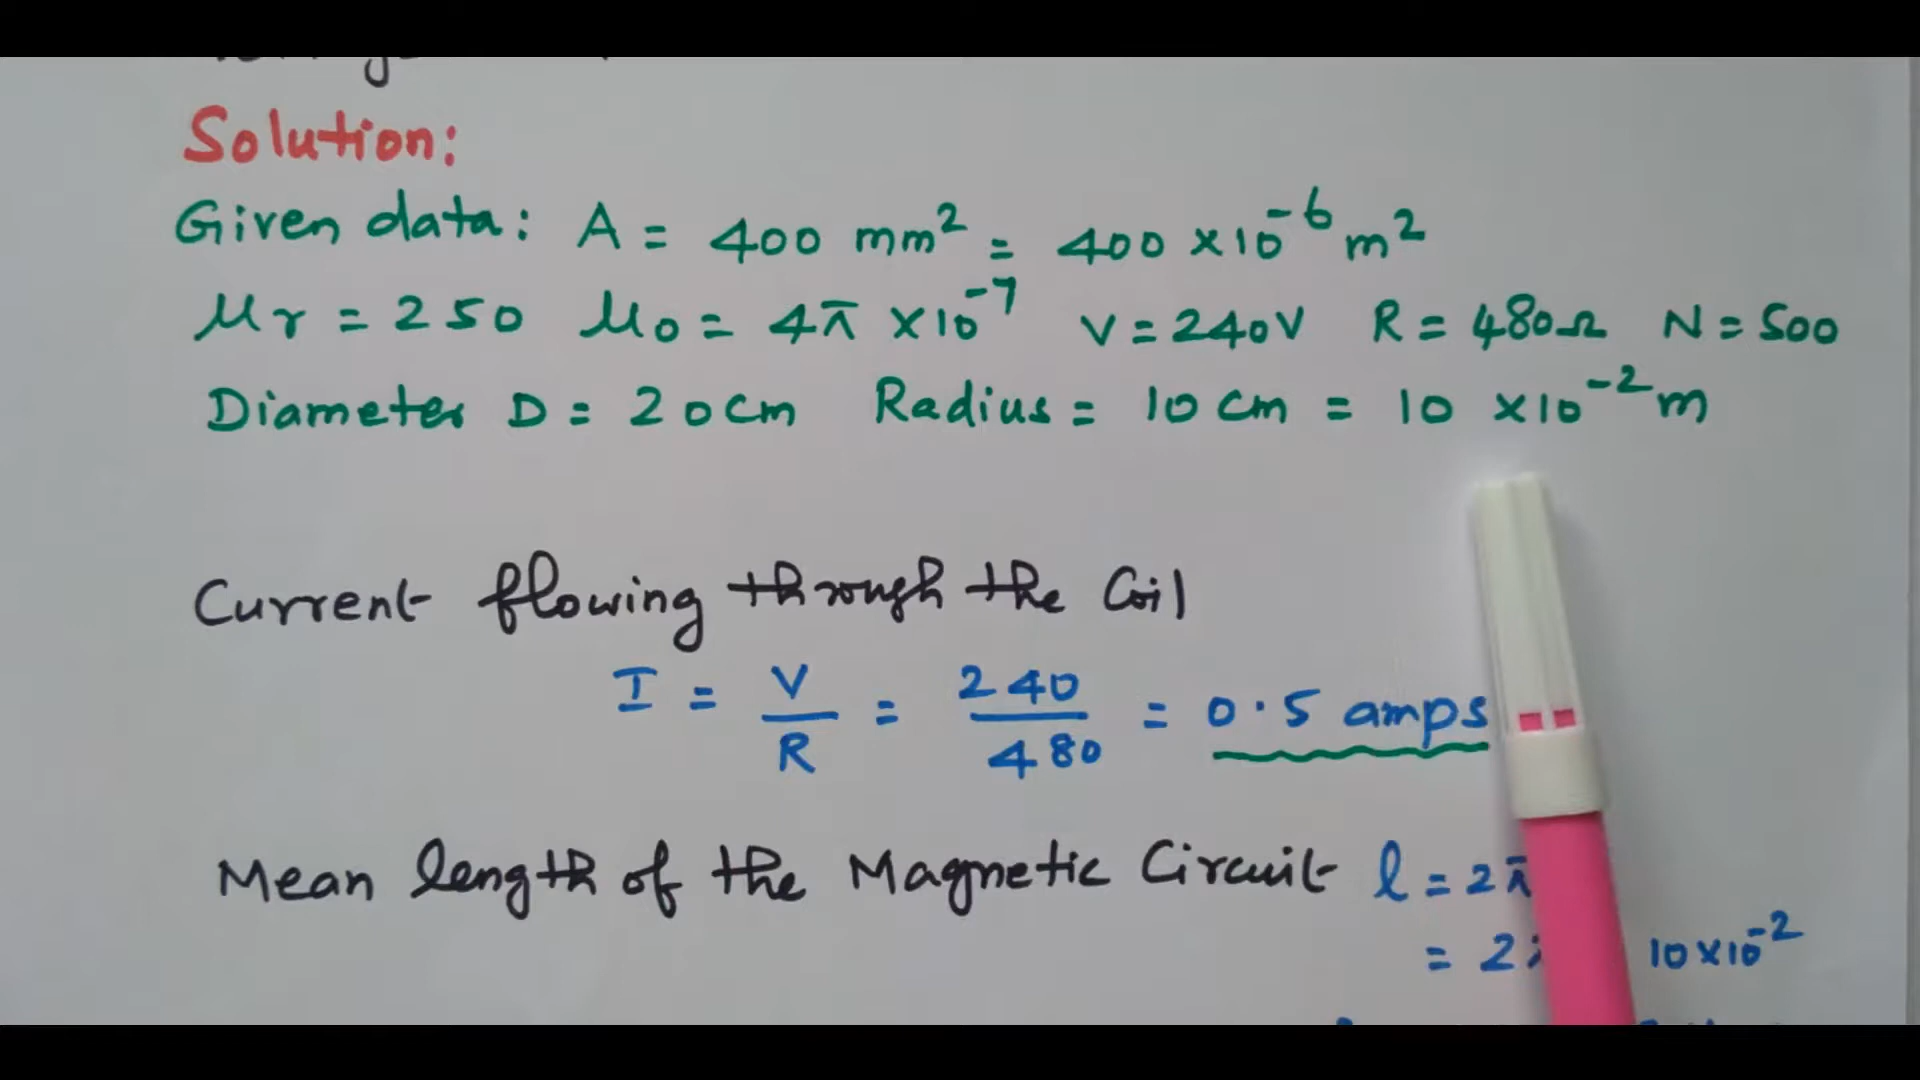 Solution:
Given data: A = 400 mm² = 400 ×10⁻⁶ m²
μr = 250 μ0 = 4π ×10⁻⁷ V = 240V R = 480Ω N = 500
Diameter D = 20cm Radius = 10 cm = 10 ×10⁻² m
Current flowing through the Coil
I = V/R = 240/480 = 0.5 amps
Mean length of the Magnetic Circuit l = 2π
= 2 10×10⁻²